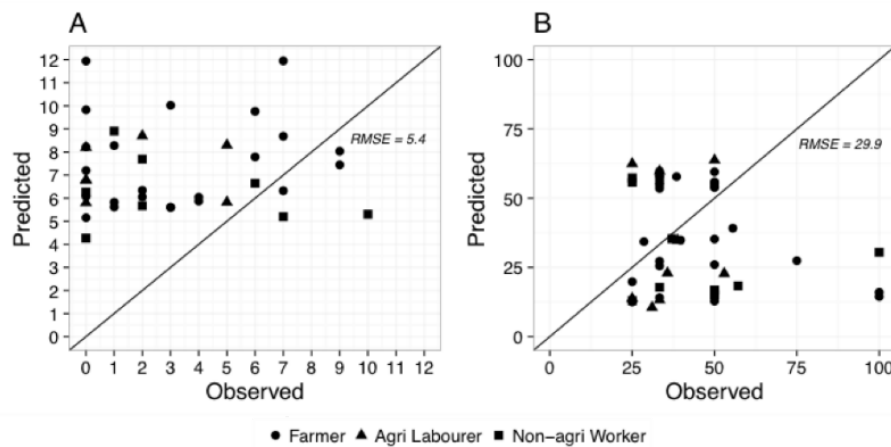 A
Predicted
12
11
10
9
8
7
6
5
4
3
2
1
0
RMSE = 5.4
0 1 2 3 4 5 6 7 8 9 10 11 12
Observed
B
Predicted
100
75
50
25
0
RMSE = 29.9
0 25 50 75 100
Observed
Farmer Agri Labourer Non-agri Worker